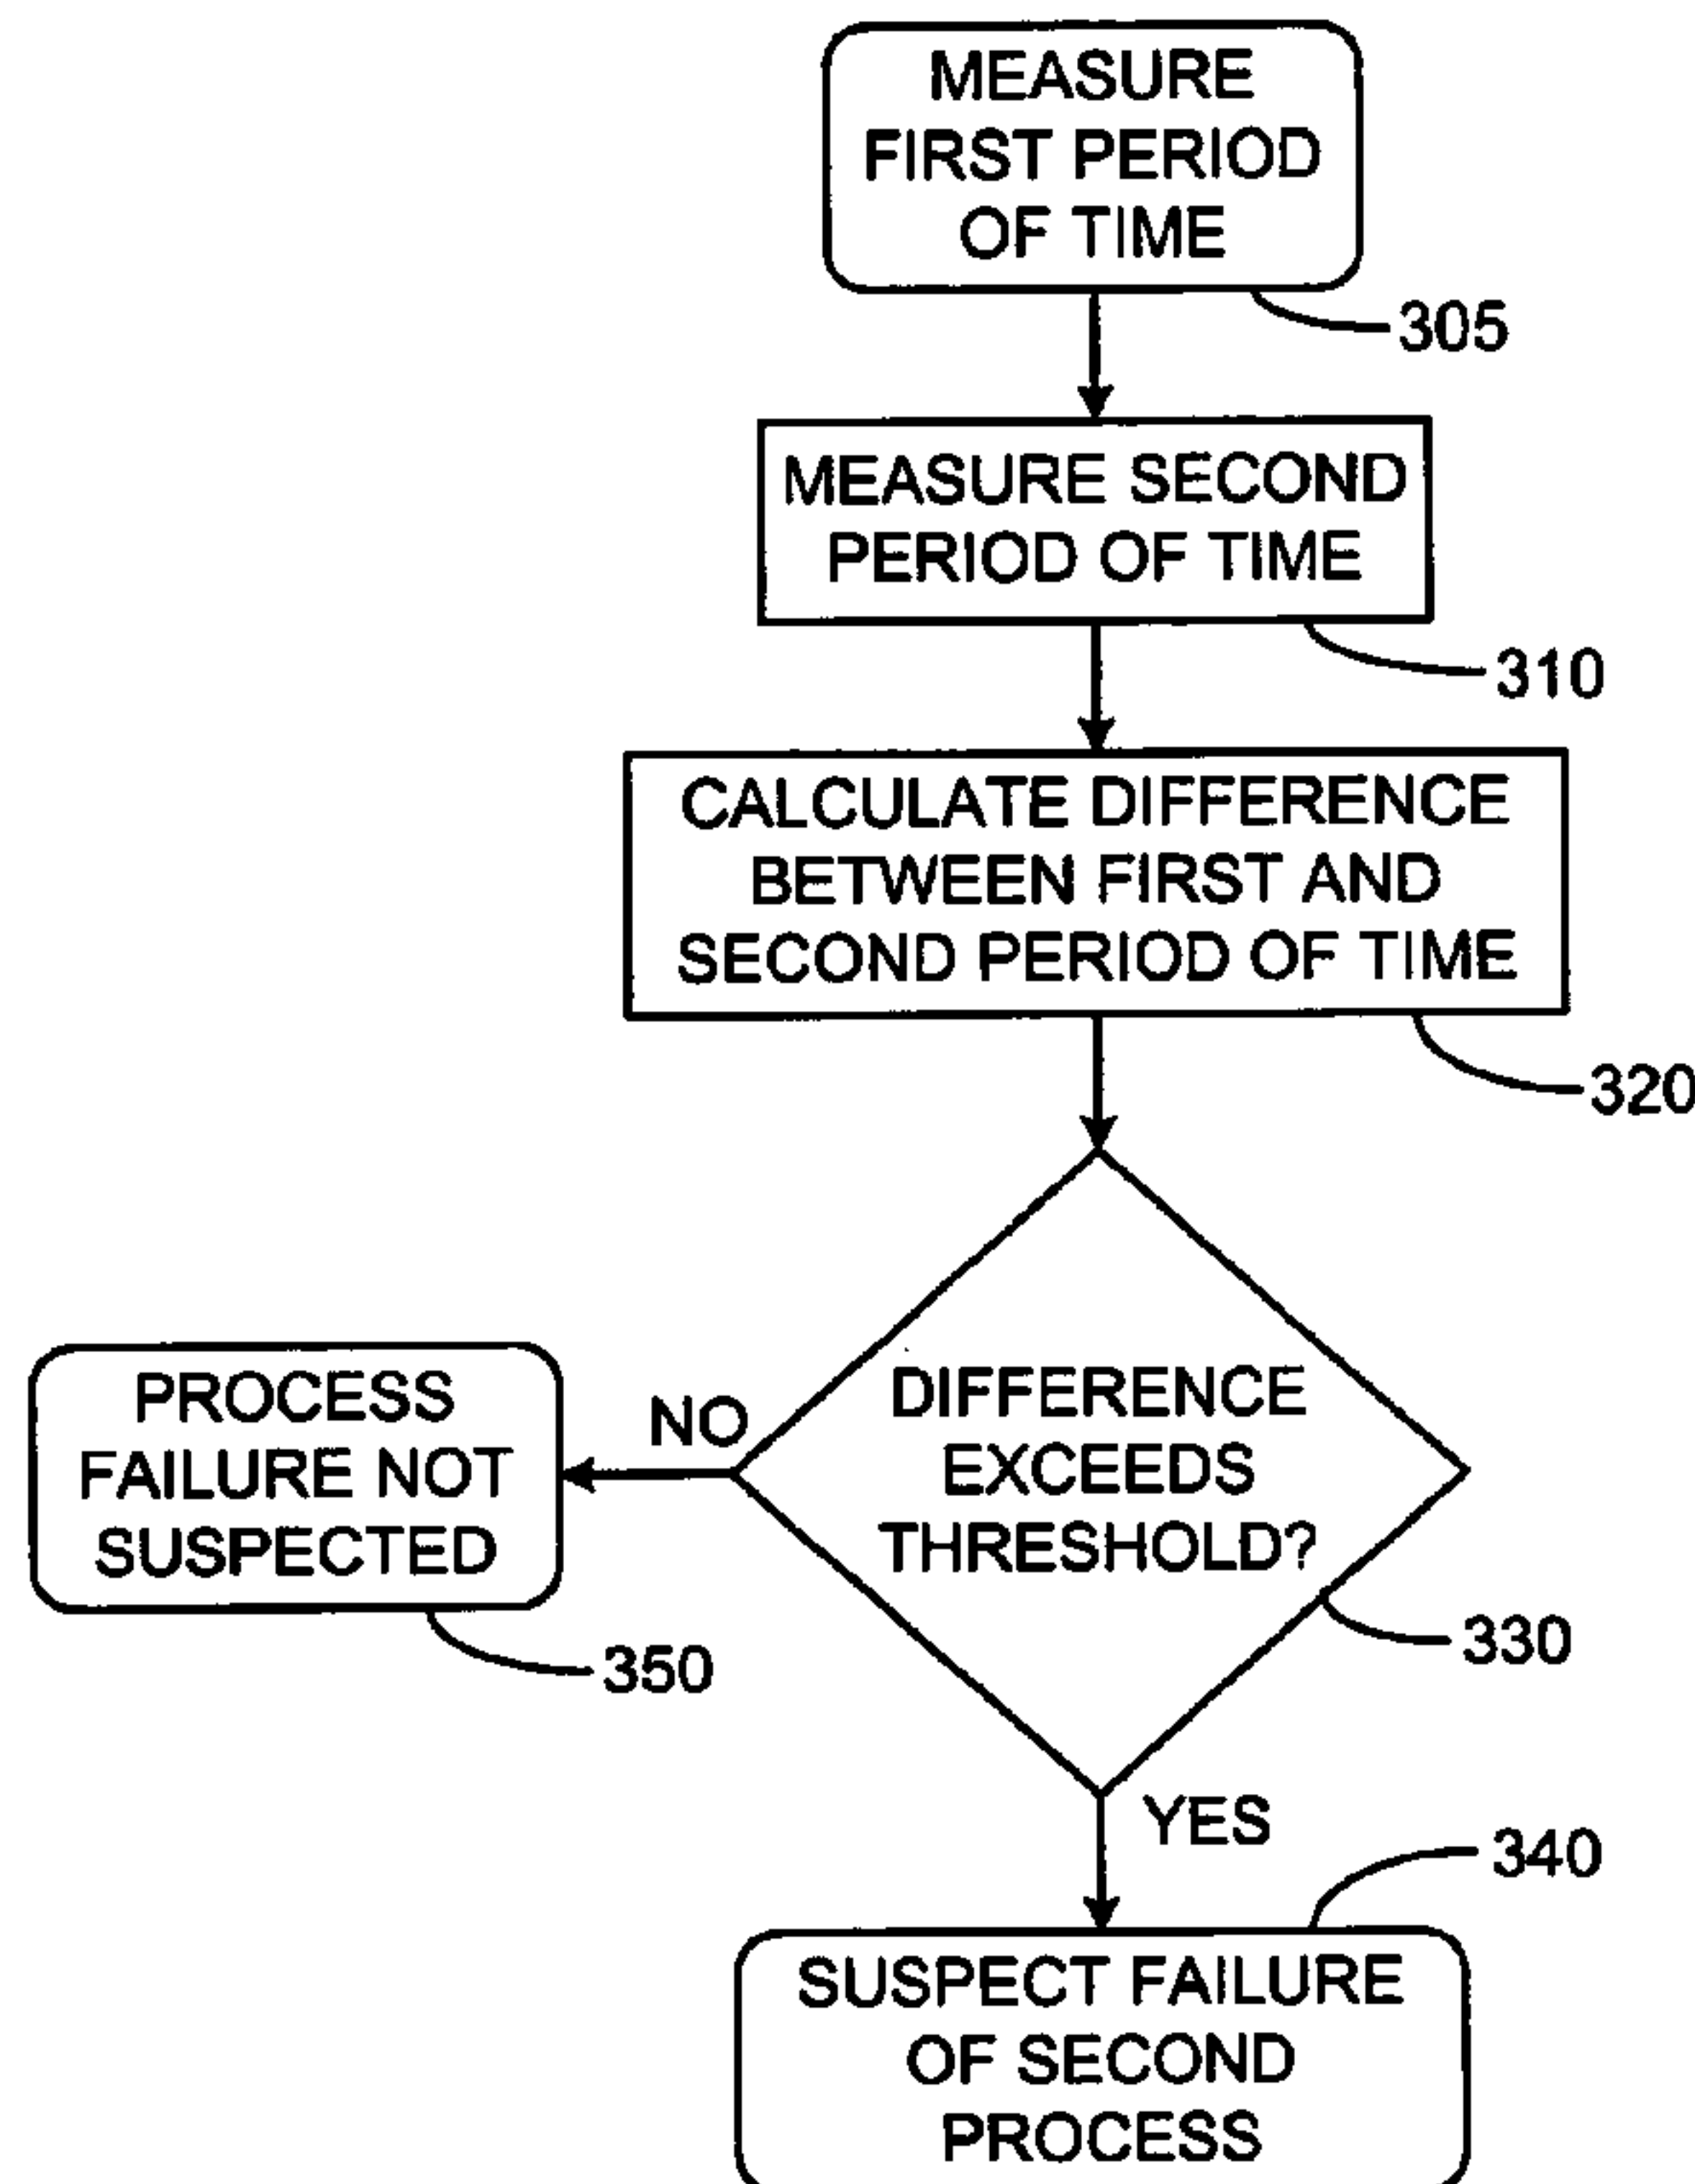 MEASURE
FIRST PERIOD
OF TIME
305
MEASURE SECOND
PERIOD OF TIME
310
CALCULATE DIFFERENCE
BETWEEN FIRST AND
SECOND PERIOD OF TIME
320
DIFFERENCE
EXCEEDS
THRESHOLD?
330
NO
PROCESS
FAILURE NOT
SUSPECTED
350
YES
340
SUSPECT FAILURE
OF SECOND
PROCESS